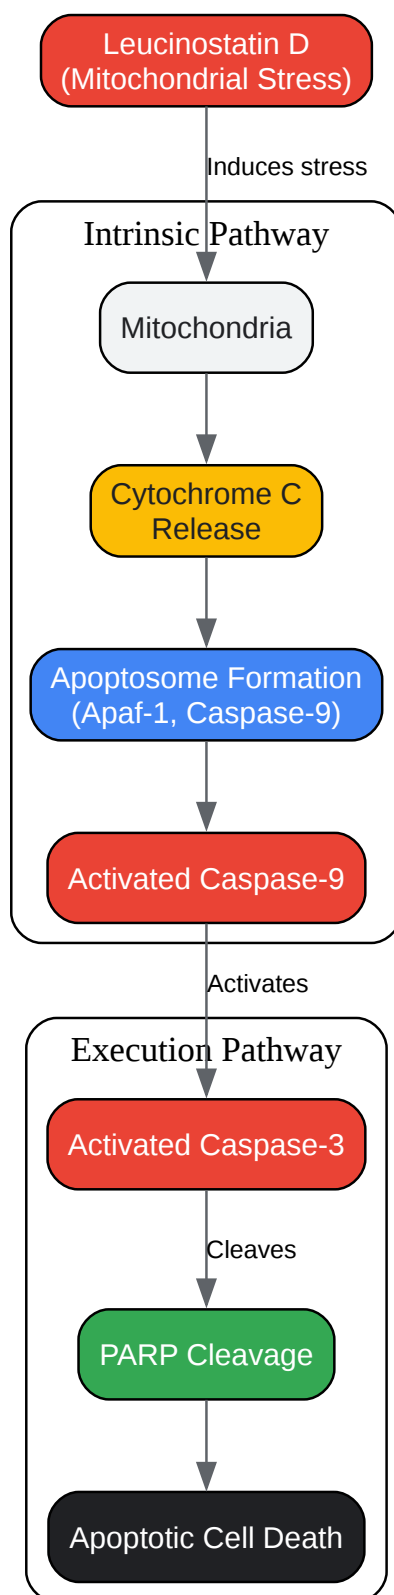 Leucinostatin D
(Mitochondrial Stress)
Induces stress
Intrinsic Pathway
Mitochondria
Cytochrome C
Release
Apoptosome Formation
(Apaf-1, Caspase-9)
Activated Caspase-9
Activates
Execution Pathway
Activated Caspase-3
Cleaves
PARP Cleavage
Apoptotic Cell Death